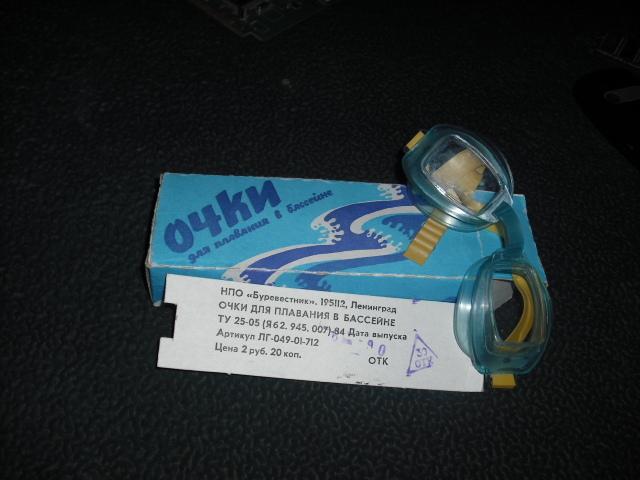 очки
для плавания в бассейне
НПО «Буревестник», 195112, Ленинград
ОЧКИ ДЛЯ ПЛАВАНИЯ В БАССЕЙНЕ
ТУ 25-05 (Я62. 945. 007)-84 Дата выпуска
Артикул ЛГ-049-01-712
Цена 2 руб. 20 коп. ОТК